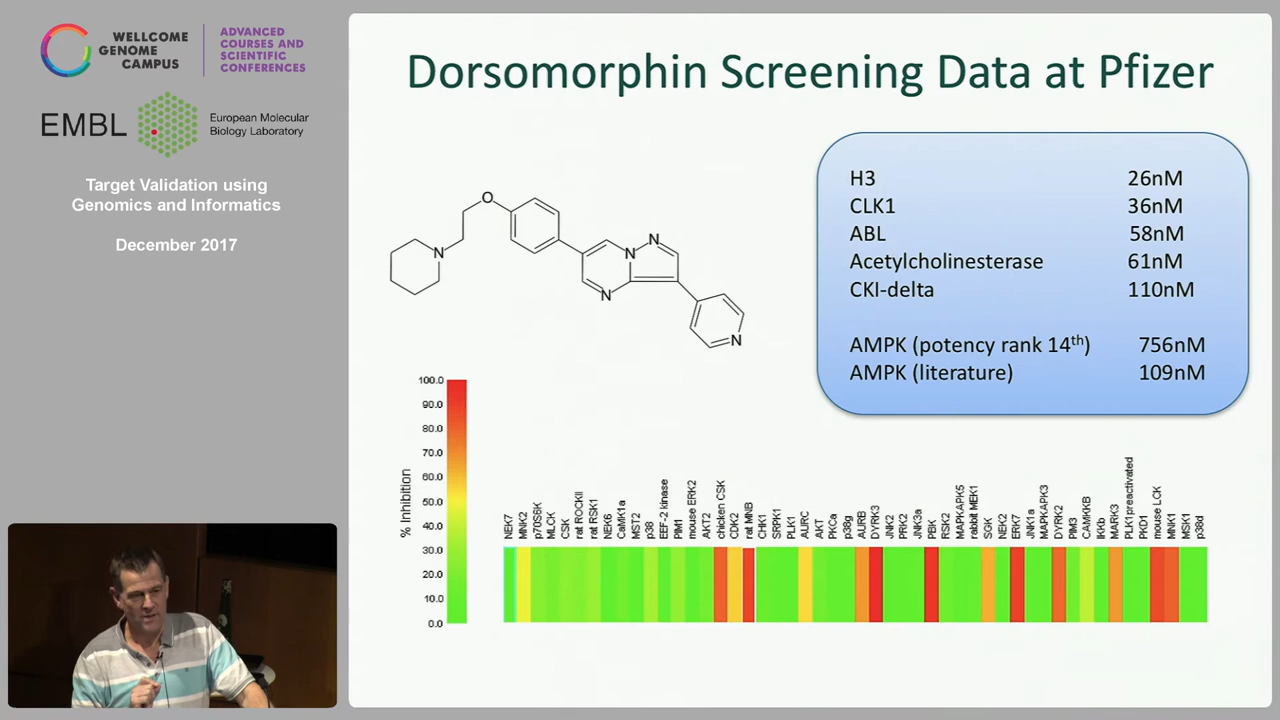 WELLCOME
GENOME
CAMPUS
ADVANCED
COURSES AND
SCIENTIFIC
CONFERENCES
EMBL
European Molecular
Biology Laboratory
Target Validation using
Genomics and Informatics
December 2017
Dorsomorphin Screening Data at Pfizer
H3 26nM
CLK1 36nM
ABL 58nM
Acetylcholinesterase 61nM
CKI-delta 110nM
AMPK (potency rank 14th) 756nM
AMPK (literature) 109nM
O
N
N
N
N
N
% Inhibition
100.0
90.0
80.0
70.0
60.0
50.0
40.0
30.0
20.0
10.0
0.0
NEK7
MNK2
p70S6K
MLCK
CSK
rat ROCKII
rat RSK1
NEK6
CaMK1a
MST2
p38
EEF-2 kinase
PIM1
mouse ERK2
AKT2
chicken CSK
CDK2
rat MNB
CHK1
SRPK1
PLK1
AURC
AKT
PKCa
p38g
AURB
DYRK3
JNK2
PRK2
JNK3a
PBK
RSK2
MAPKAPK5
rabbit MEK1
SGK
NEK2
ERK7
JNK1a
MAPKAPK3
DYRK2
PIM3
CAMKKB
IKKb
MARK3
PLK1 preactivated
PKD1
mouse LCK
MNK1
MSK1
p38d